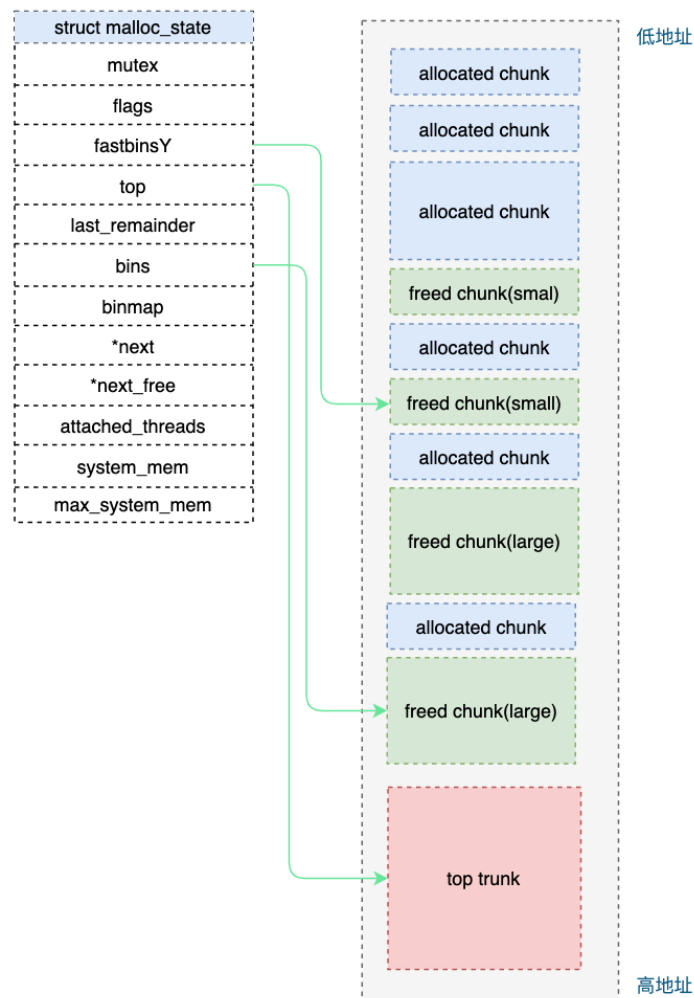 struct malloc_state
mutex
flags
fastbinsY
top
last_remainder
bins
binmap
*next
*next_free
attached_threads
system_mem
max_system_mem
低地址
allocated chunk
allocated chunk
allocated chunk
freed chunk(smal)
allocated chunk
freed chunk(small)
allocated chunk
freed chunk(large)
allocated chunk
freed chunk(large)
top trunk
高地址